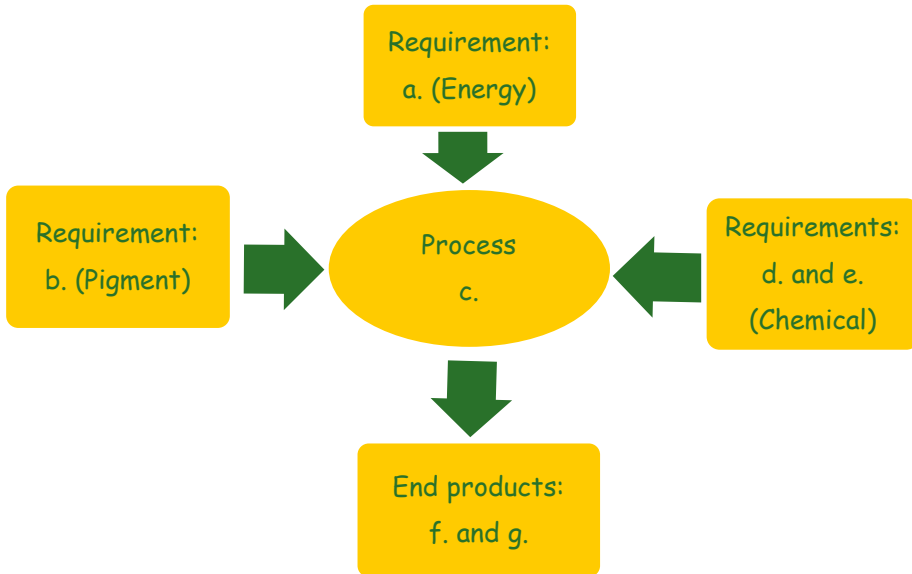 Requirement:
a. (Energy)
Requirement:
b. (Pigment)
Process
c.
Requirements:
d. and e.
(Chemical)
End products:
f. and g.